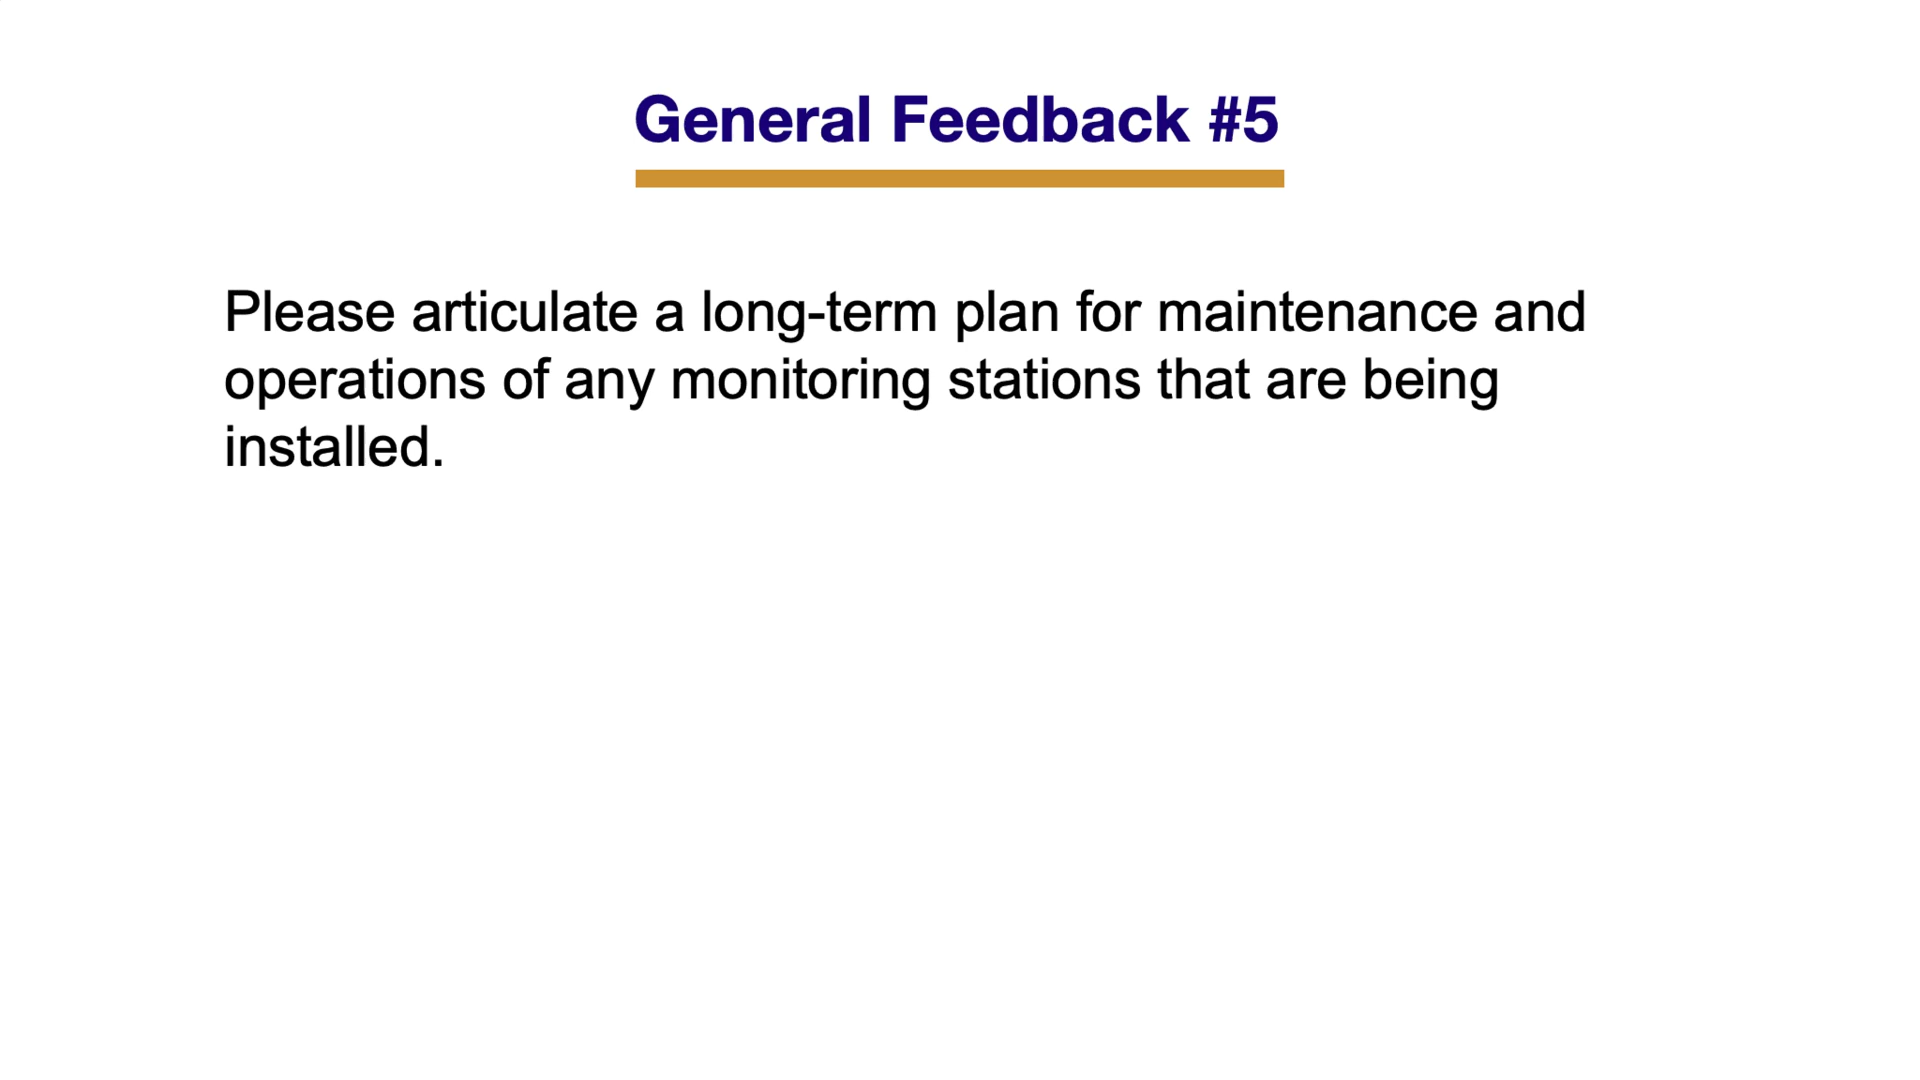 General Feedback #5
Please articulate a long-term plan for maintenance and
operations of any monitoring stations that are being
installed.